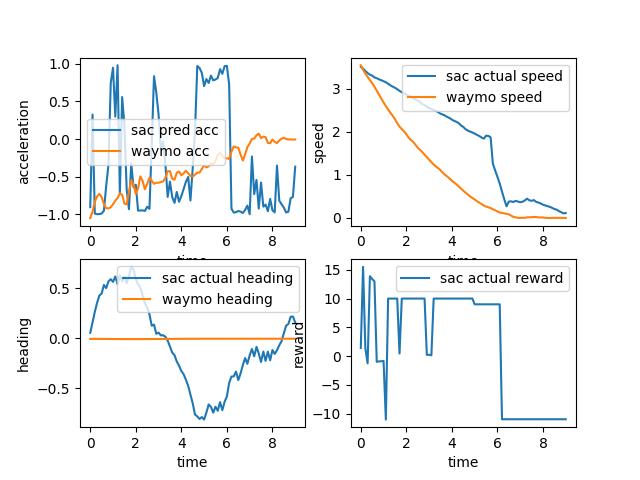 1.0
0.5
0.0
−0.5
−1.0
acceleration
sac pred acc
waymo acc
0 2 4 6 8
time
3
2
1
0
speed
sac actual speed
waymo speed
0 2 4 6 8
time
0.5
0.0
−0.5
heading
sac actual heading
waymo heading
0 2 4 6 8
time
15
10
5
0
−5
−10
reward
sac actual reward
0 2 4 6 8
time